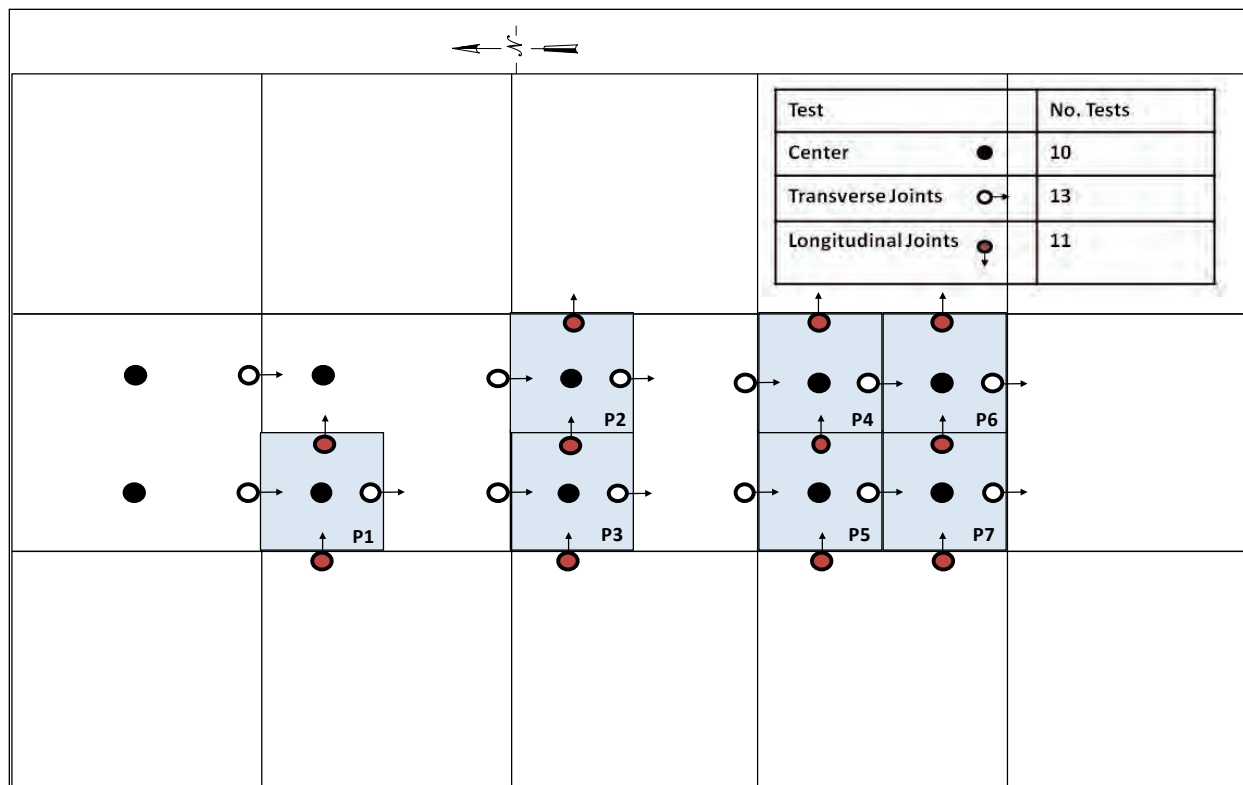 N
Test No. Tests
Center 10
Transverse Joints 13
Longitudinal Joints 11
P2 P4 P6
P1 P3 P5 P7